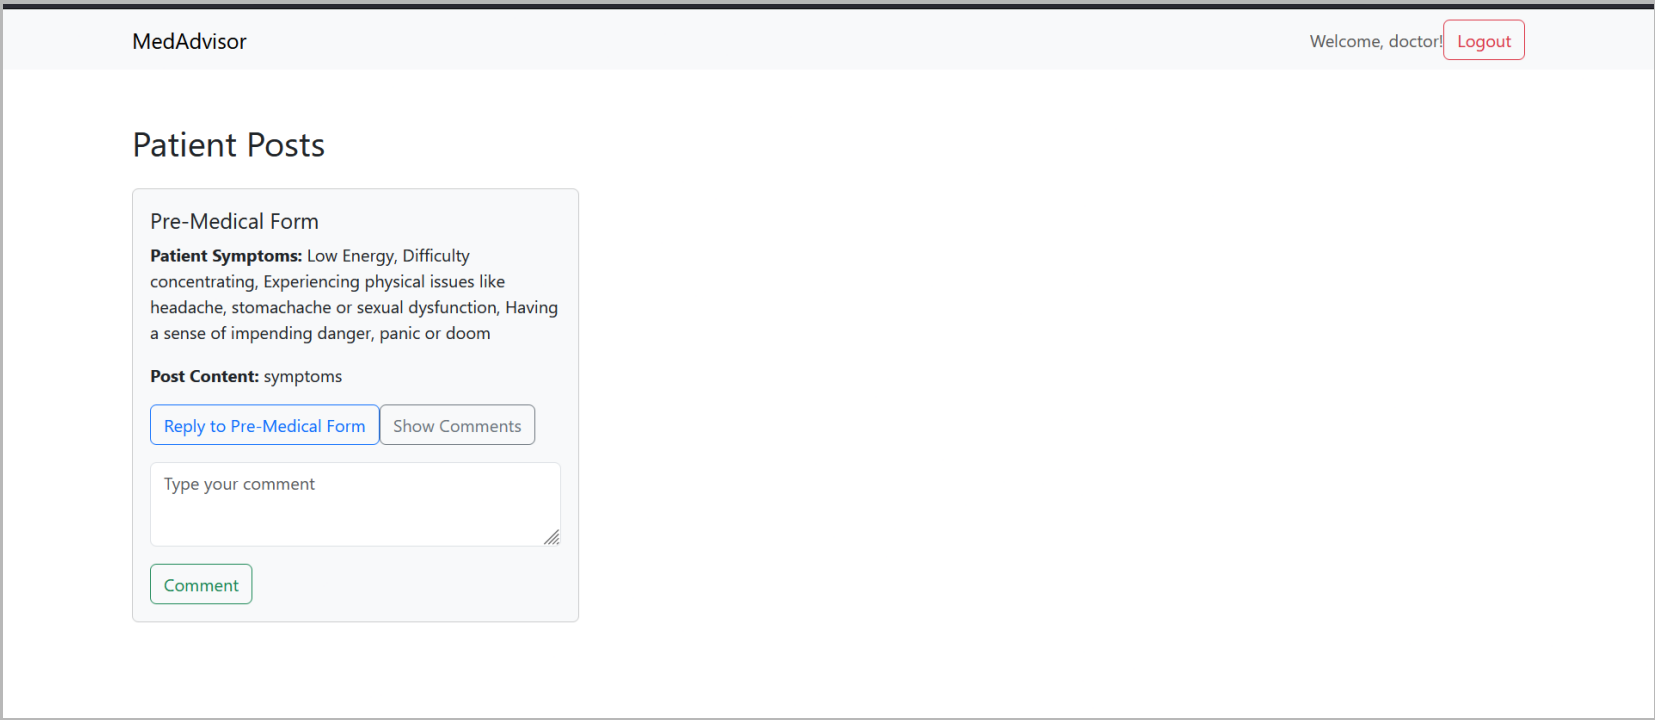 MedAdvisor
Welcome, doctor!
Logout
Patient Posts
Pre-Medical Form
Patient Symptoms: Low Energy, Difficulty
concentrating, Experiencing physical issues like
headache, stomachache or sexual dysfunction, Having
a sense of impending danger, panic or doom
Post Content: symptoms
Reply to Pre-Medical Form
Show Comments
Type your comment
Comment